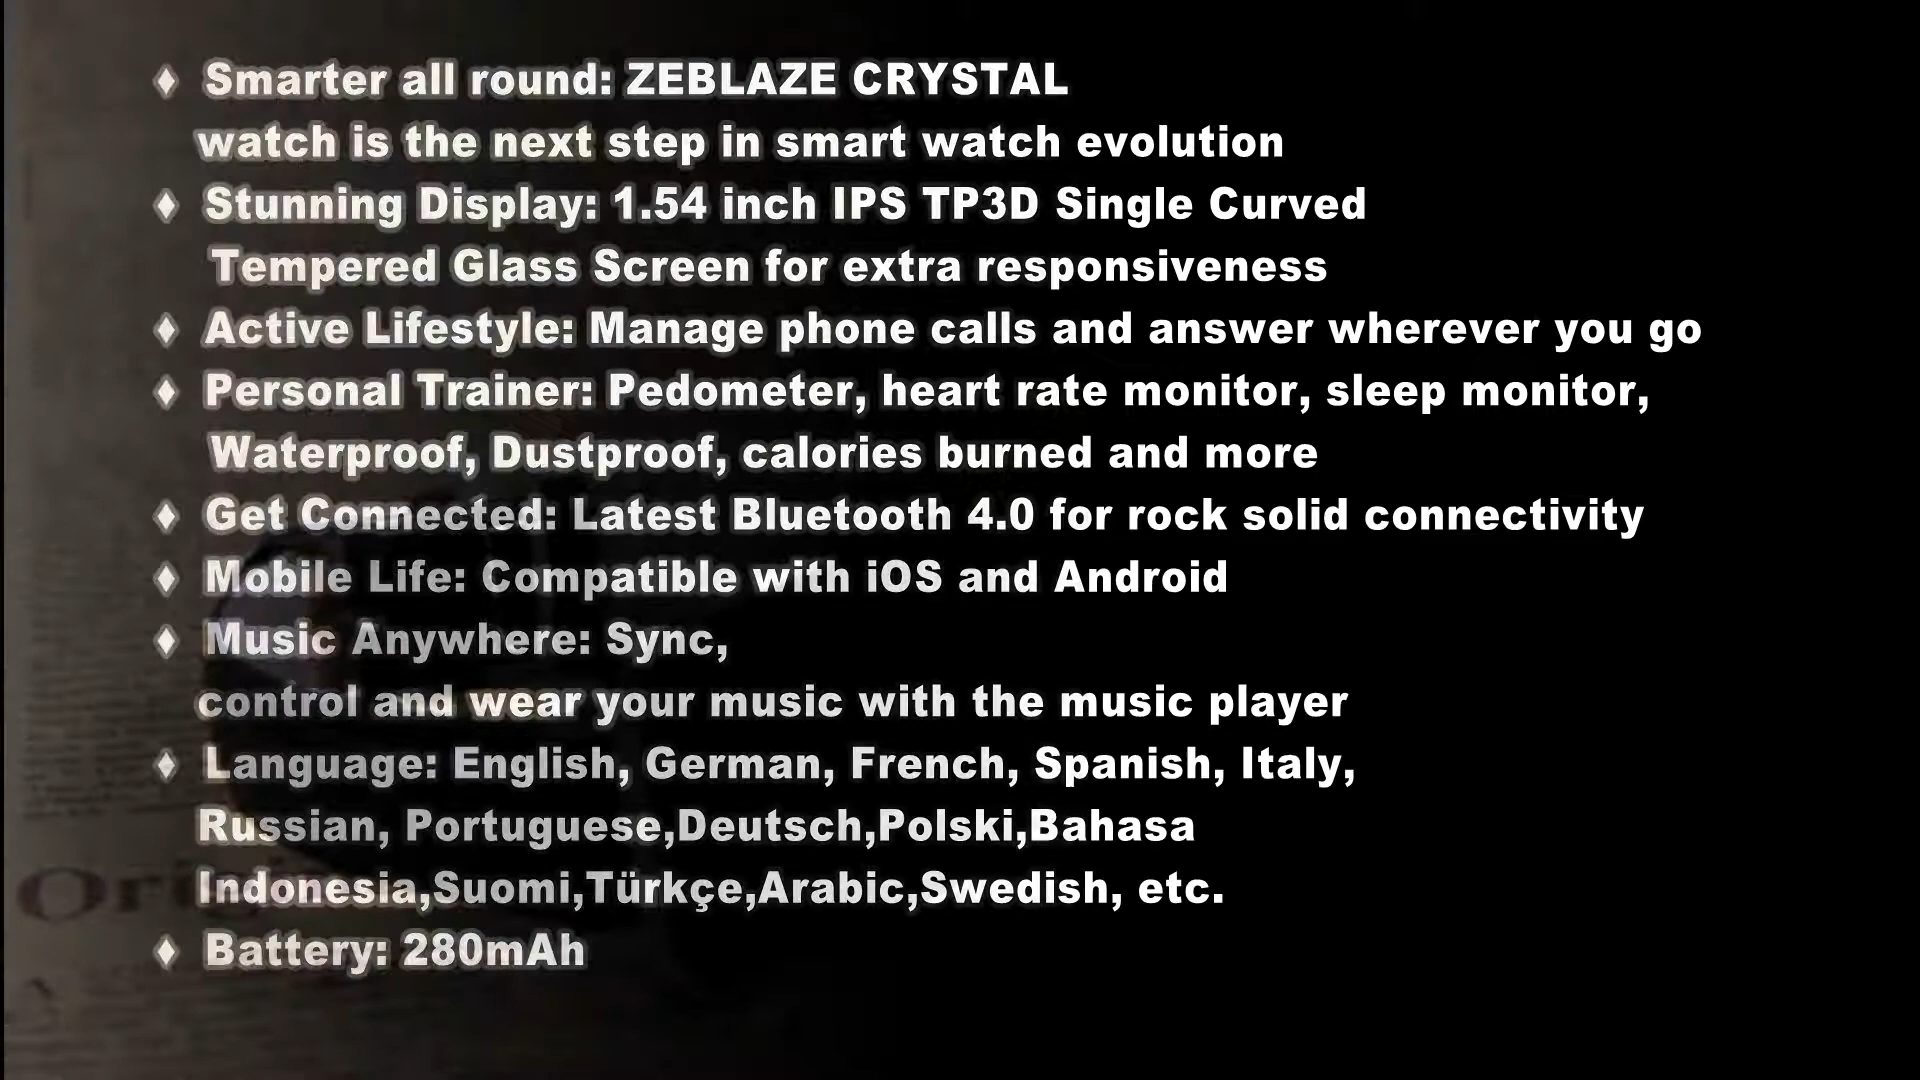 ♦ Smarter all round: ZEBLAZE CRYSTAL
watch is the next step in smart watch evolution
♦ Stunning Display: 1.54 inch IPS TP3D Single Curved
Tempered Glass Screen for extra responsiveness
♦ Active Lifestyle: Manage phone calls and answer wherever you go
♦ Personal Trainer: Pedometer, heart rate monitor, sleep monitor,
Waterproof, Dustproof, calories burned and more
♦ Get Connected: Latest Bluetooth 4.0 for rock solid connectivity
♦ Mobile Life: Compatible with iOS and Android
♦ Music Anywhere: Sync,
control and wear your music with the music player
♦ Language: English, German, French, Spanish, Italy,
Russian, Portuguese,Deutsch,Polski,Bahasa
Indonesia,Suomi,Türkçe,Arabic,Swedish, etc.
♦ Battery: 280mAh